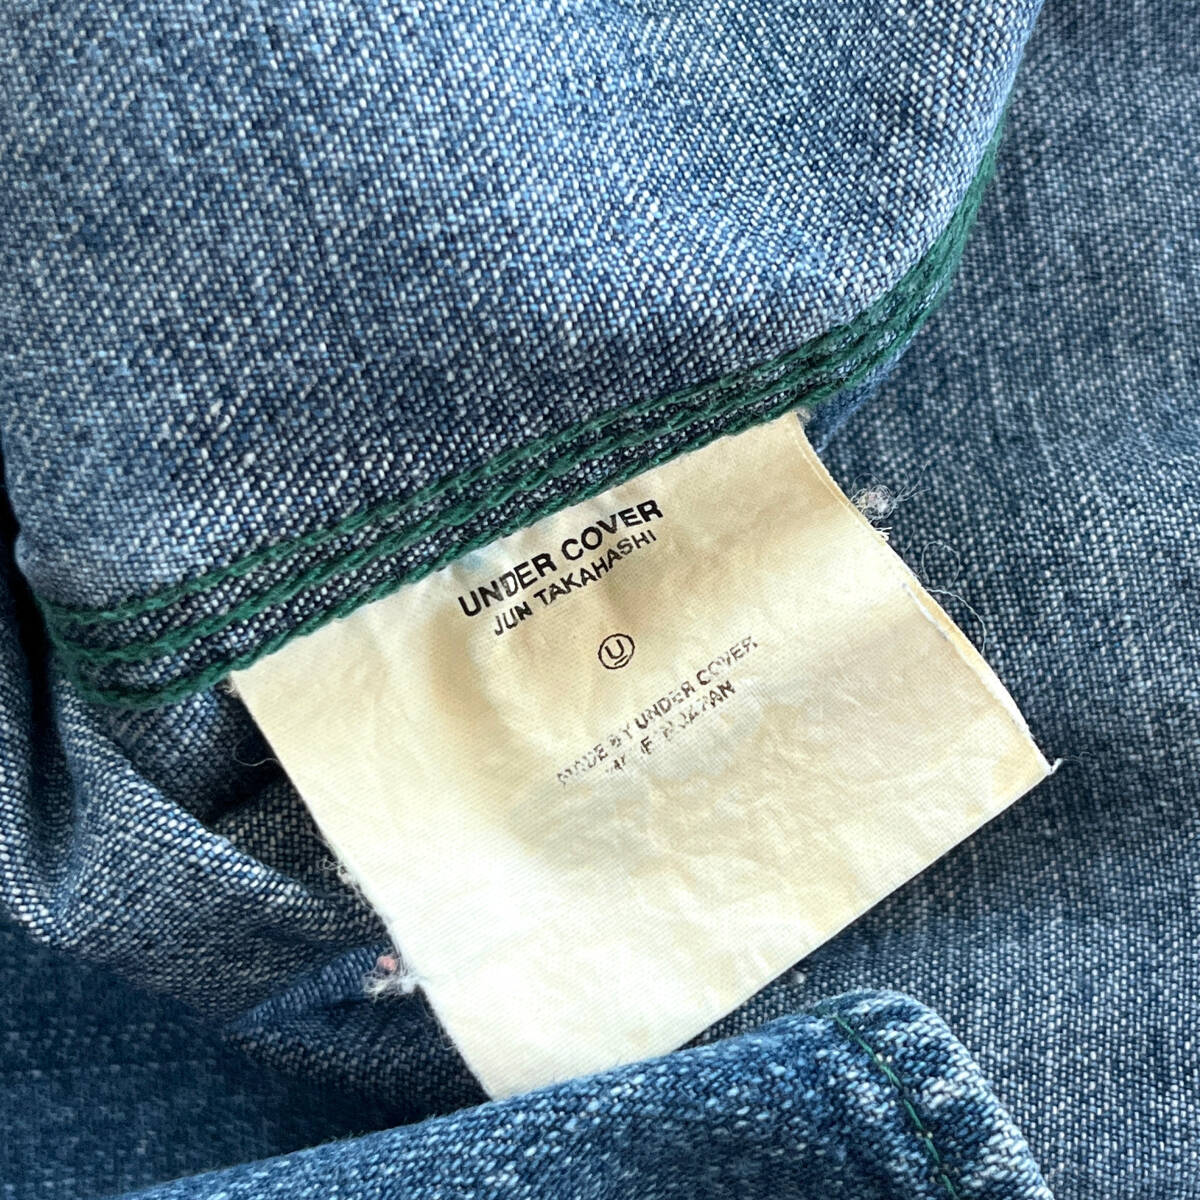 UNDER COVER
JUN TAKAHASHI
U
MADE BY UNDER COVER
MADE IN JAPAN